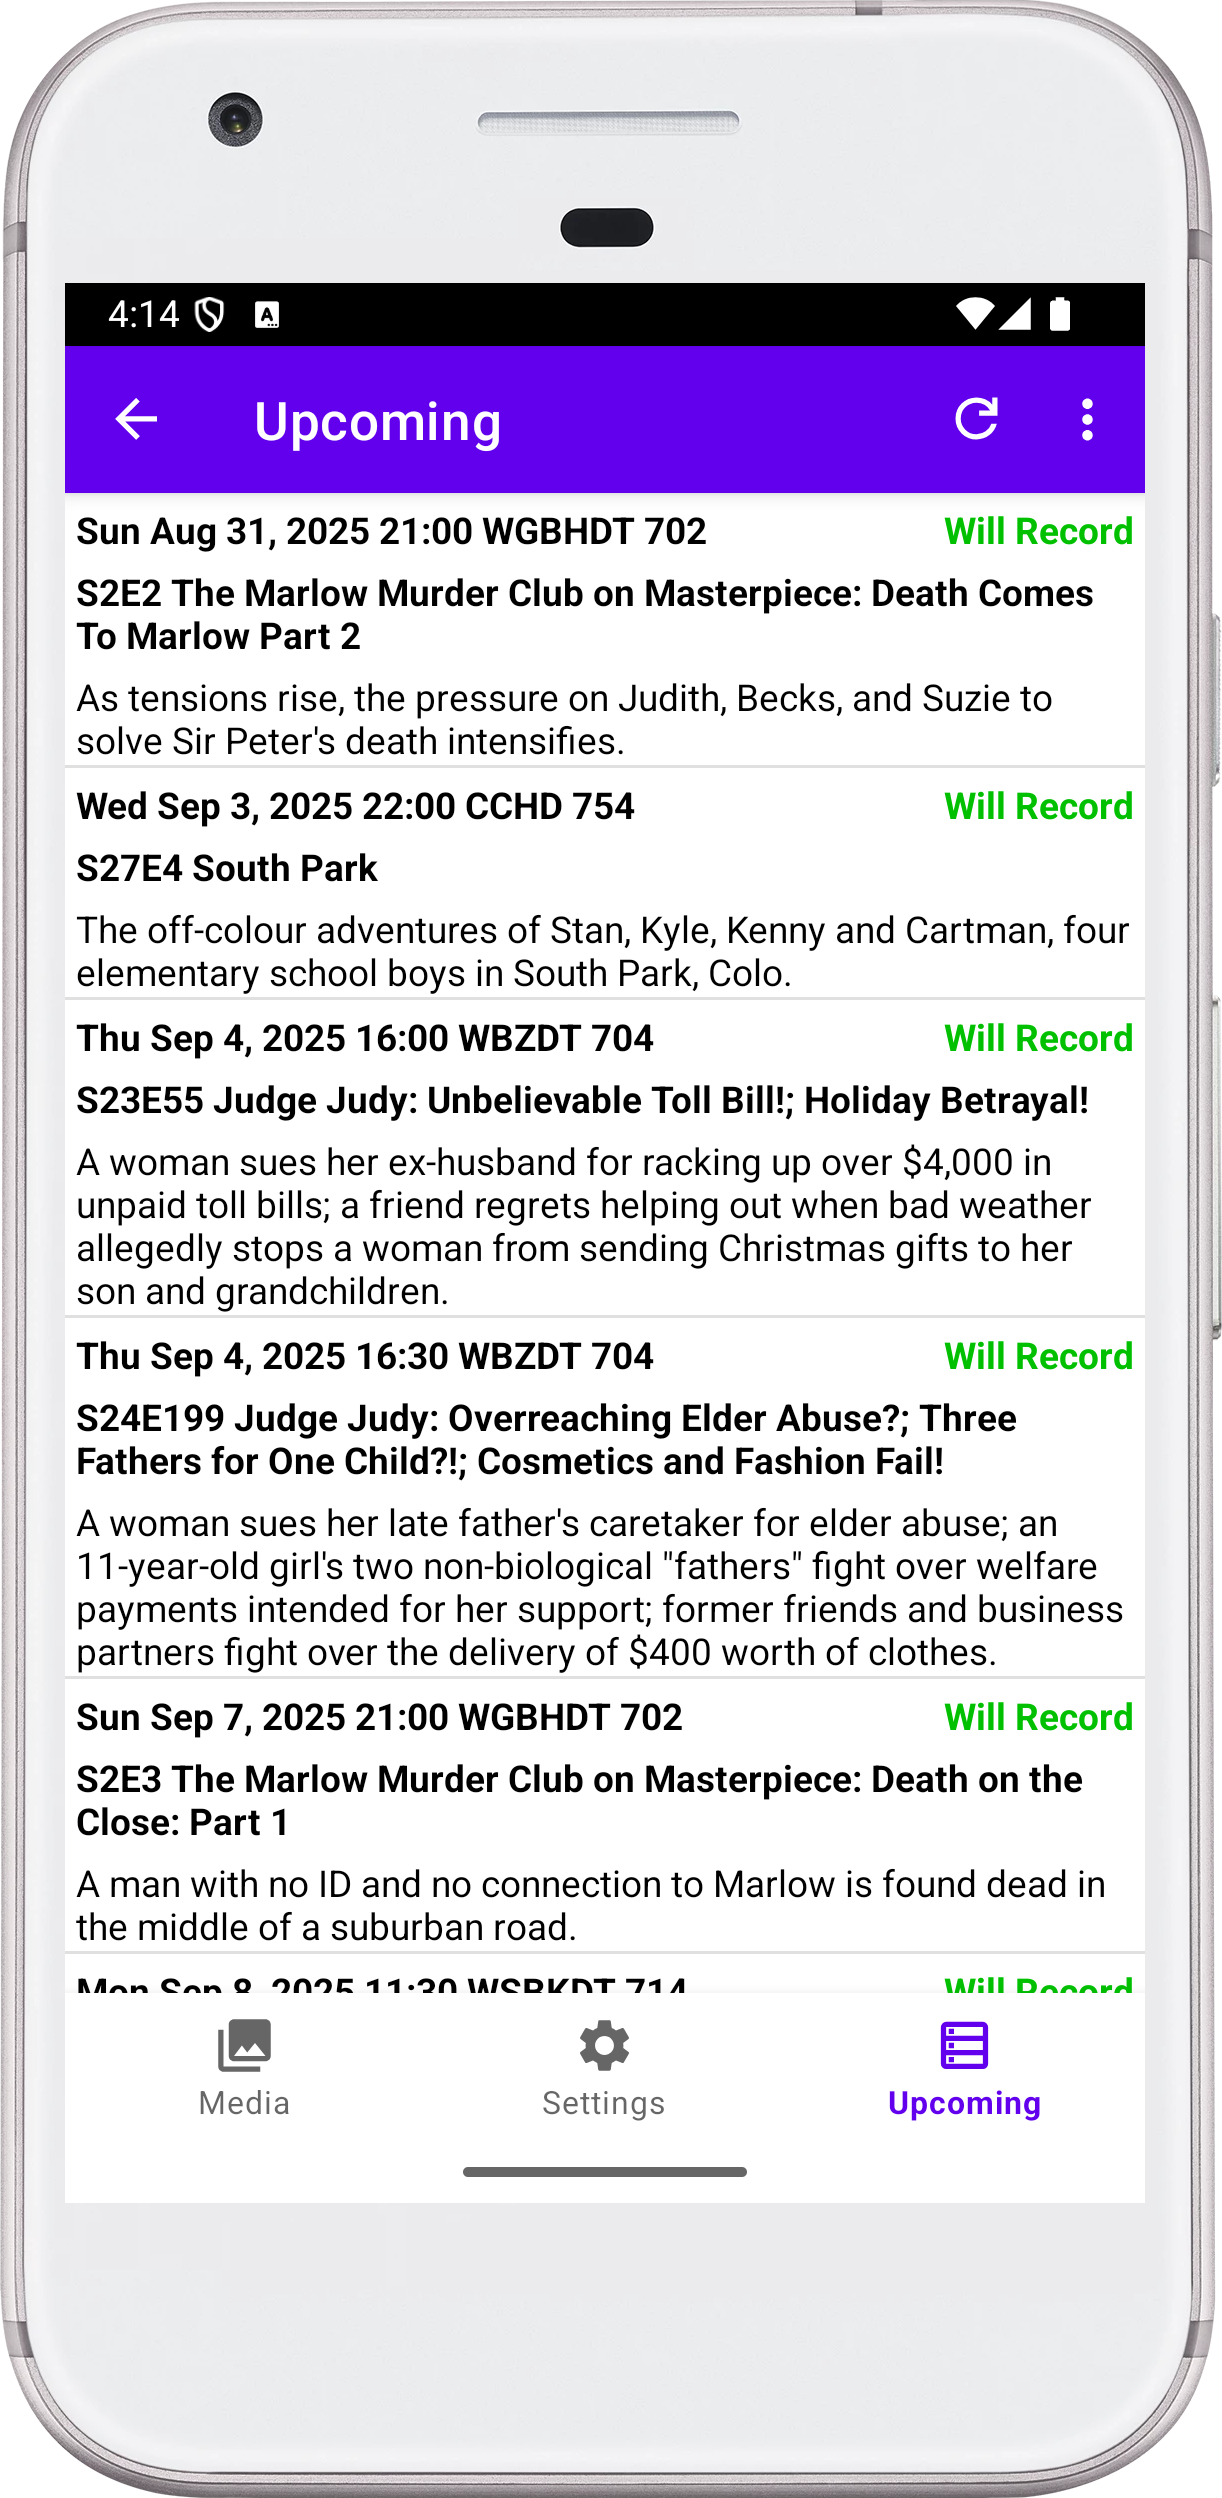 4:14
Upcoming
Sun Aug 31, 2025 21:00 WGBHDT 702 Will Record
S2E2 The Marlow Murder Club on Masterpiece: Death Comes
To Marlow Part 2
As tensions rise, the pressure on Judith, Becks, and Suzie to
solve Sir Peter's death intensifies.
Wed Sep 3, 2025 22:00 CCHD 754 Will Record
S27E4 South Park
The off-colour adventures of Stan, Kyle, Kenny and Cartman, four
elementary school boys in South Park, Colo.
Thu Sep 4, 2025 16:00 WBZDT 704 Will Record
S23E55 Judge Judy: Unbelievable Toll Bill!; Holiday Betrayal!
A woman sues her ex-husband for racking up over $4,000 in
unpaid toll bills; a friend regrets helping out when bad weather
allegedly stops a woman from sending Christmas gifts to her
son and grandchildren.
Thu Sep 4, 2025 16:30 WBZDT 704 Will Record
S24E199 Judge Judy: Overreaching Elder Abuse?; Three
Fathers for One Child?!; Cosmetics and Fashion Fail!
A woman sues her late father's caretaker for elder abuse; an
11-year-old girl's two non-biological "fathers" fight over welfare
payments intended for her support; former friends and business
partners fight over the delivery of $400 worth of clothes.
Sun Sep 7, 2025 21:00 WGBHDT 702 Will Record
S2E3 The Marlow Murder Club on Masterpiece: Death on the
Close: Part 1
A man with no ID and no connection to Marlow is found dead in
the middle of a suburban road.
Mon Sep 8, 2025 11:30 WSBKDT 714 Will Record
Media Settings Upcoming